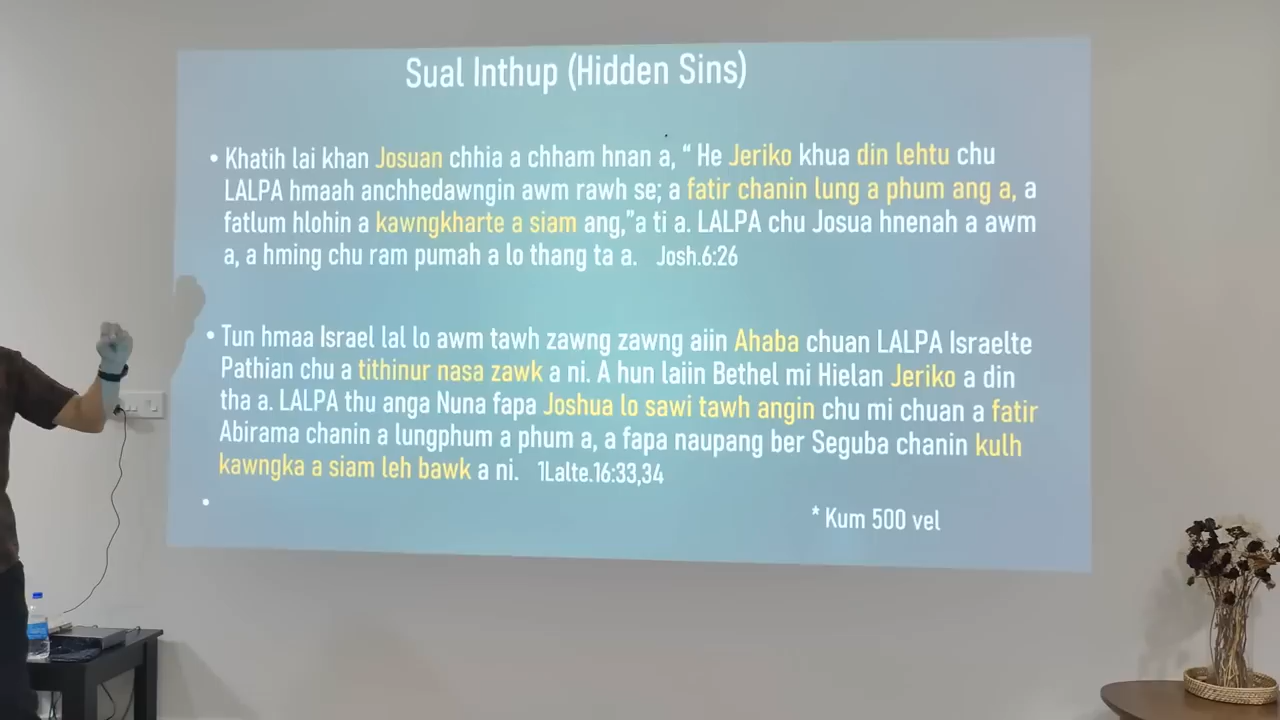 Sual Inthup (Hidden Sins)
• Khatih lai khan Josuan chhia a chham hnan a, “ He Jeriko khua din lehtu chu
LALPA hmaah anchhedawngin awm rawh se; a fatir chanin lung a phum ang a, a
fatlum hlohin a kawngkharte a siam ang,”a ti a. LALPA chu Josua hnenah a awm
a, a hming chu ram pumah a lo thang ta a. Josh.6:26
• Tun hmaa Israel lal lo awm tawh zawng zawng aiin Ahaba chuan LALPA Israelte
Pathian chu a tithinur nasa zawk a ni. A hun laiin Bethel mi Hielan Jeriko a din
tha a. LALPA thu anga Nuna fapa Joshua lo sawi tawh angin chu mi chuan a fatir
Abirama chanin a lungphum a phum a, a fapa naupang ber Seguba chanin kulh
kawngka a siam leh bawk a ni. 1Lalte.16:33,34
•
* Kum 500 vel